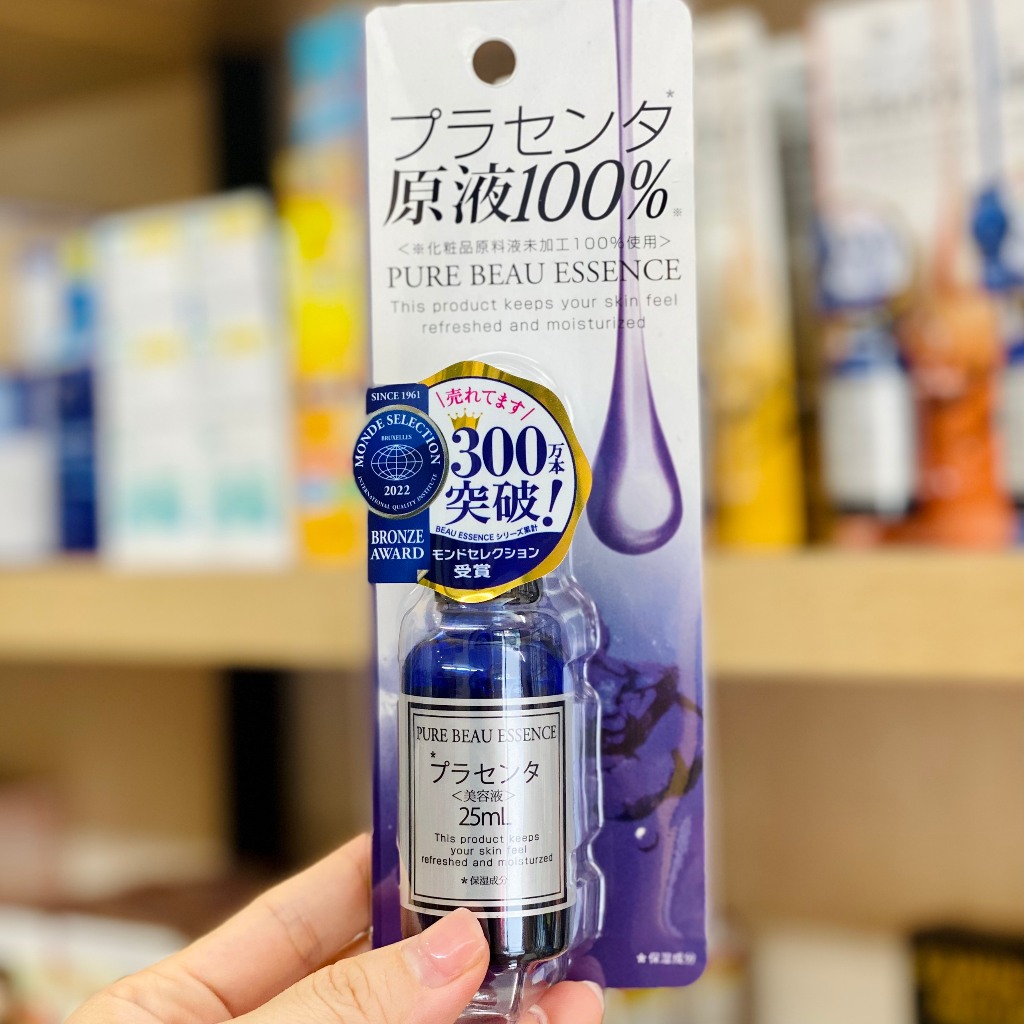 プラセンタ*
原液100%※
<※化粧品原料液未加工100%使用>
PURE BEAU ESSENCE
This product keeps your skin feel
refreshed and moisturized
SINCE 1961
MONDE SELECTION
BRUXELLES
2022
INTERNATIONAL QUALITY INSTITUTE
BRONZE
AWARD
\売れてます/
300万本
突破!
BEAU ESSENCE シリーズ累計
モンドセレクション
受賞
PURE BEAU ESSENCE
*プラセンタ
<美容液>
25mL
This product keeps
your skin feel
refreshed and moisturzed
*保湿成分
*保湿成分